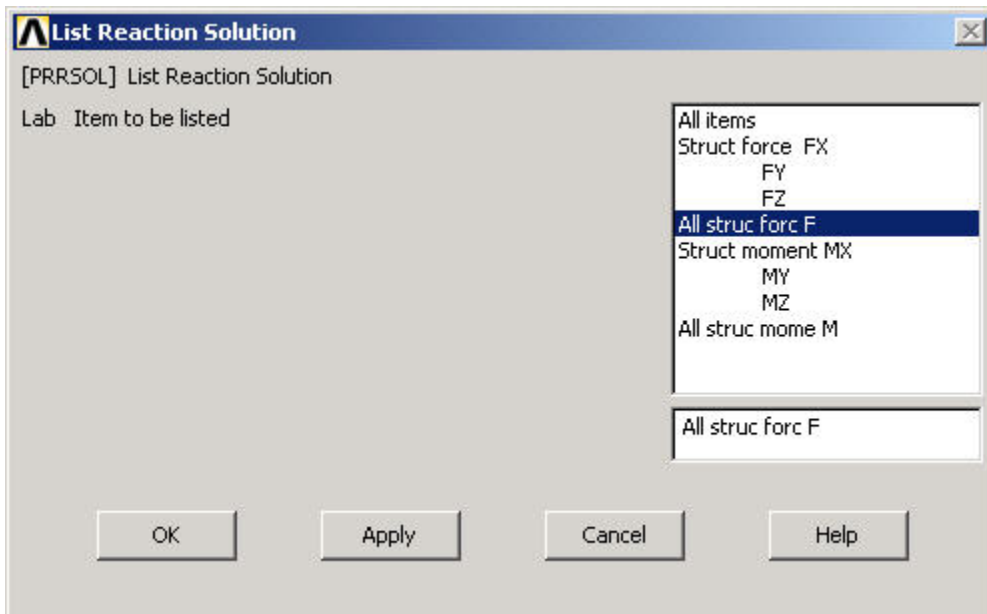 List Reaction Solution
[PRRSOL] List Reaction Solution
Lab Item to be listed
All items
Struct force FX
FY
FZ
All struc forc F
Struct moment MX
MY
MZ
All struc mome M
All struc forc F
OK Apply Cancel Help